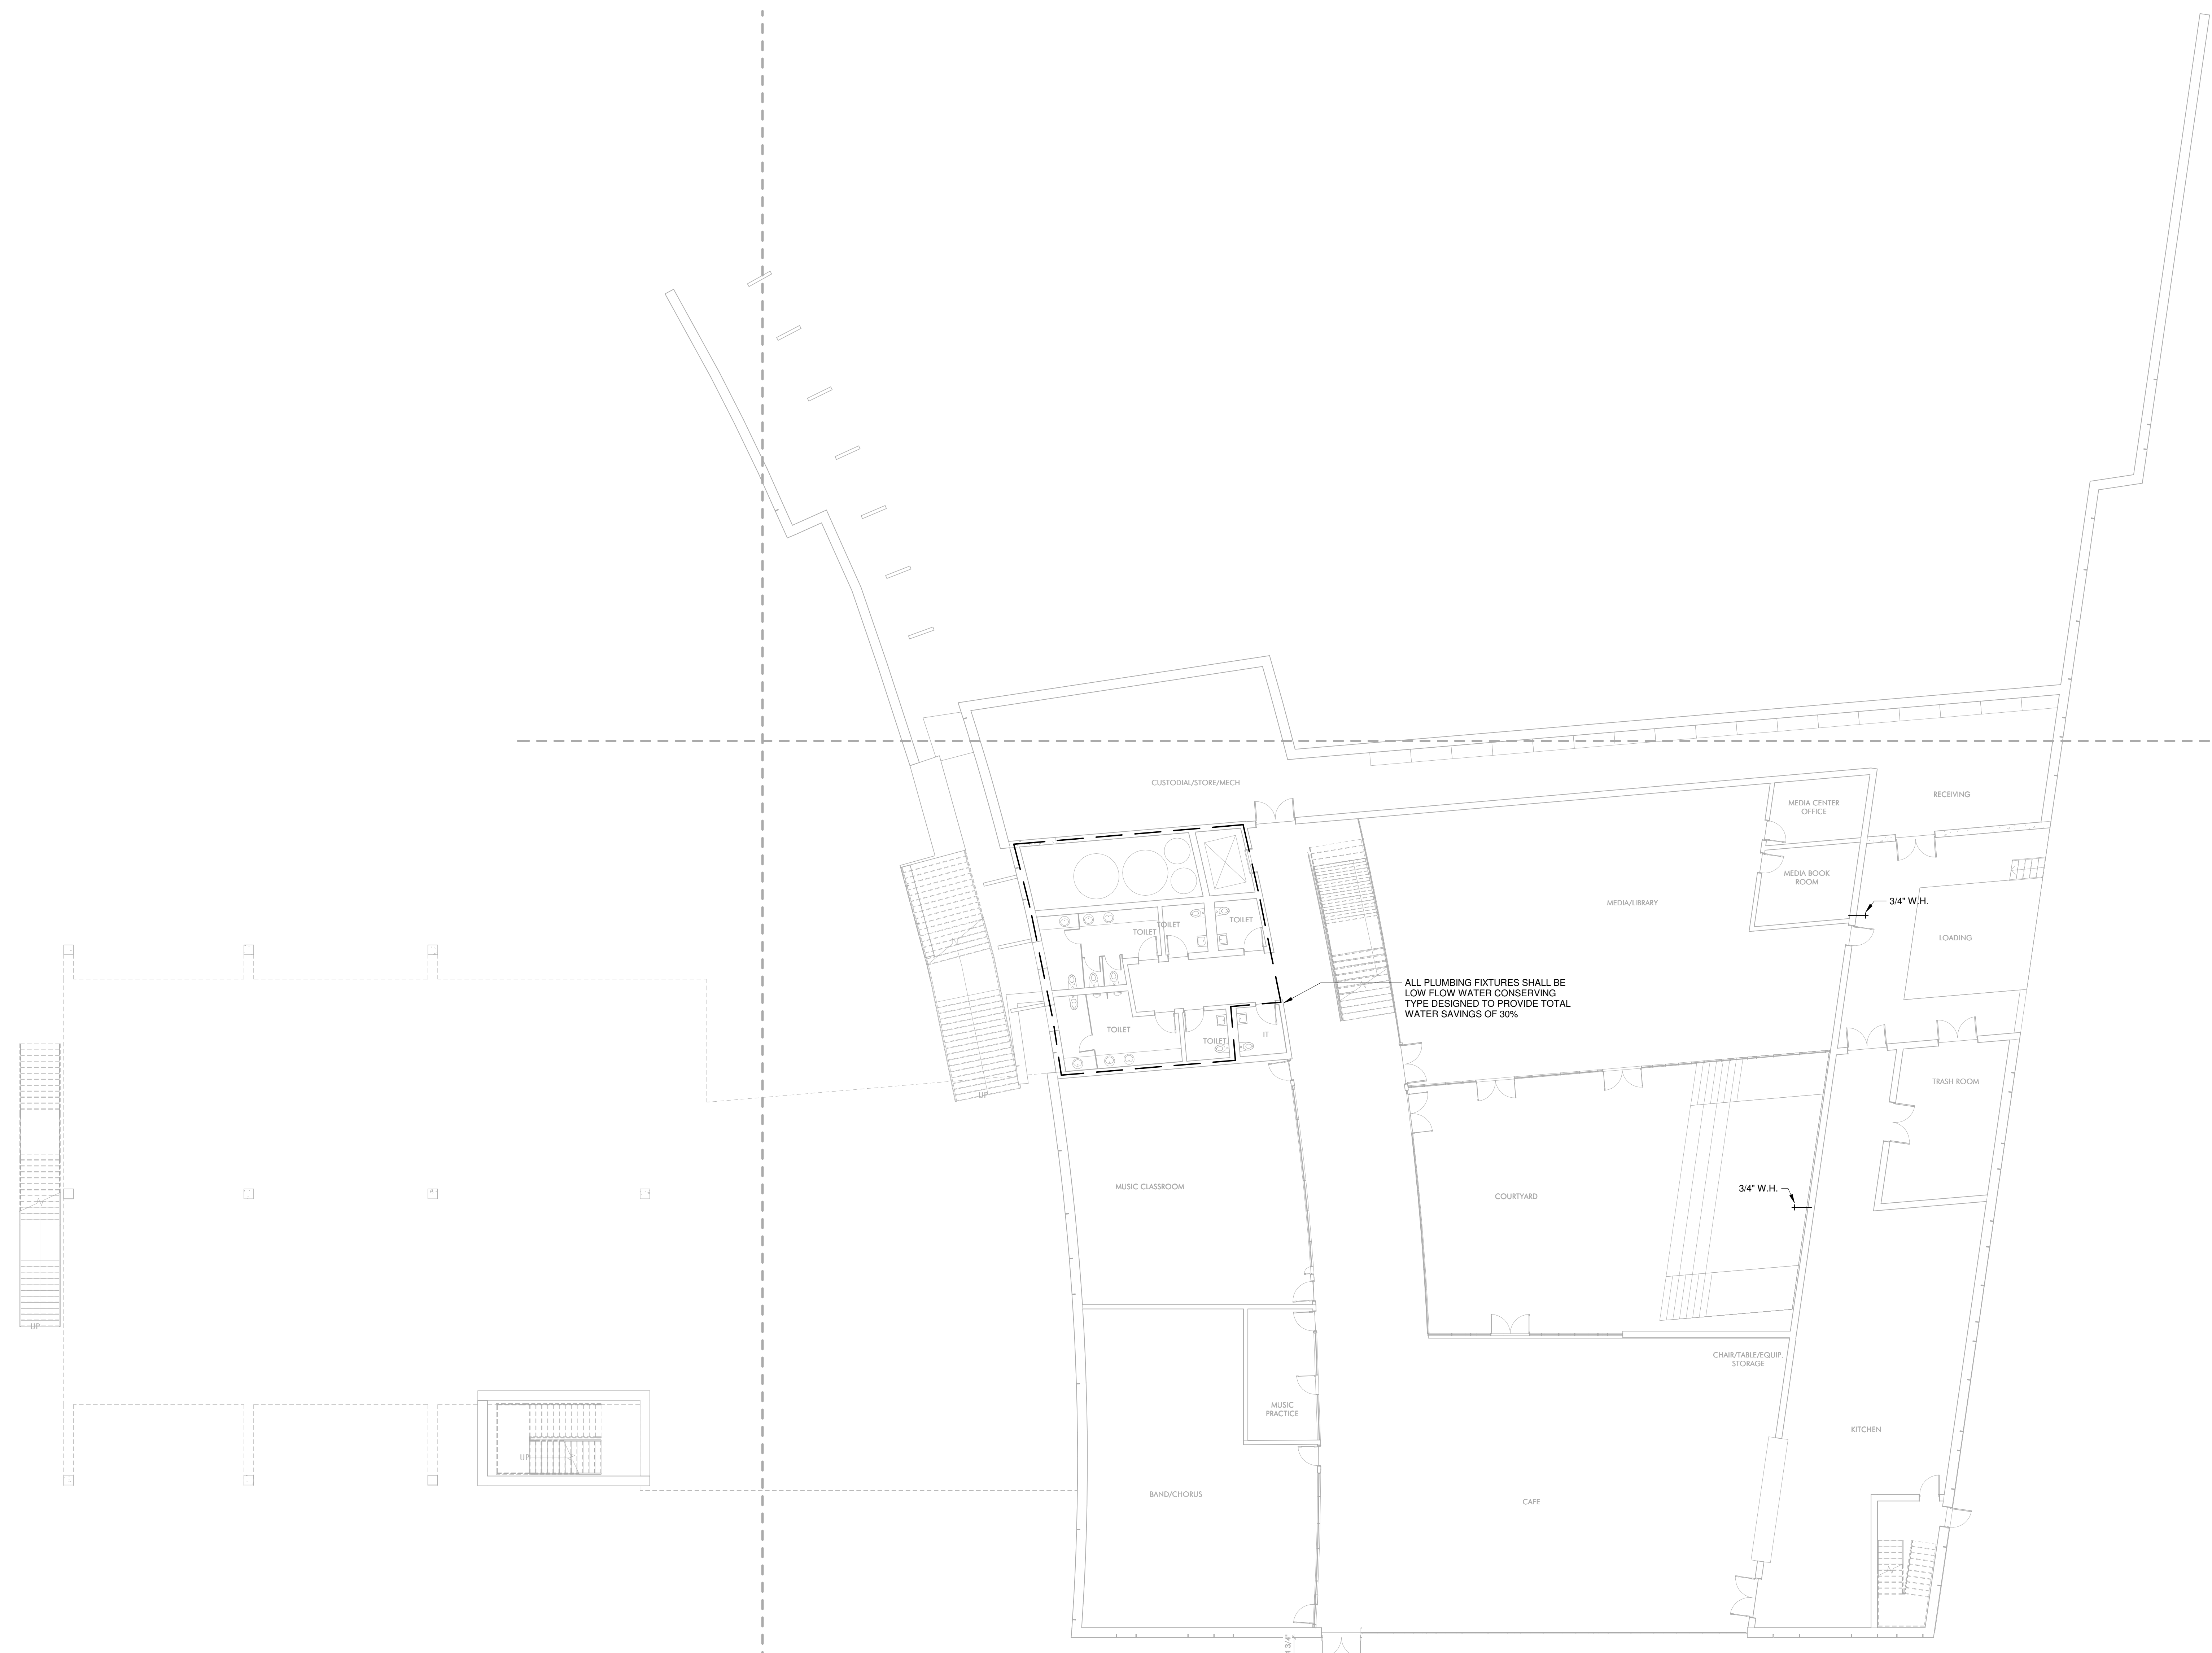 CUSTODIAL/STORE/MECH
MEDIA CENTER
OFFICE
RECEIVING
MEDIA BOOK
ROOM
3/4" W.H.
MEDIA/LIBRARY
TOILET
TOILET
TOILET
LOADING
ALL PLUMBING FIXTURES SHALL BE
LOW FLOW WATER CONSERVING
TYPE DESIGNED TO PROVIDE TOTAL
WATER SAVINGS OF 30%
TOILET
TOILET
IT
TRASH ROOM
UP
MUSIC CLASSROOM
3/4" W.H.
COURTYARD
UP
CHAIR/TABLE/EQUIP.
STORAGE
MUSIC
PRACTICE
KITCHEN
UP
BAND/CHORUS
CAFE
3/4"